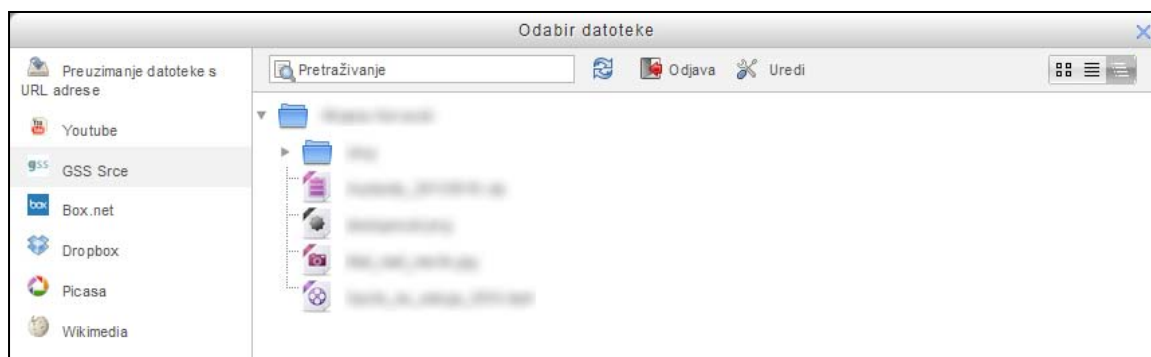 Odabir datoteke
Preuzimanje datoteke s
URL adrese
Youtube
GSS Srce
Box.net
Dropbox
Picasa
Wikimedia
Pretraživanje
Odjava
Uredi